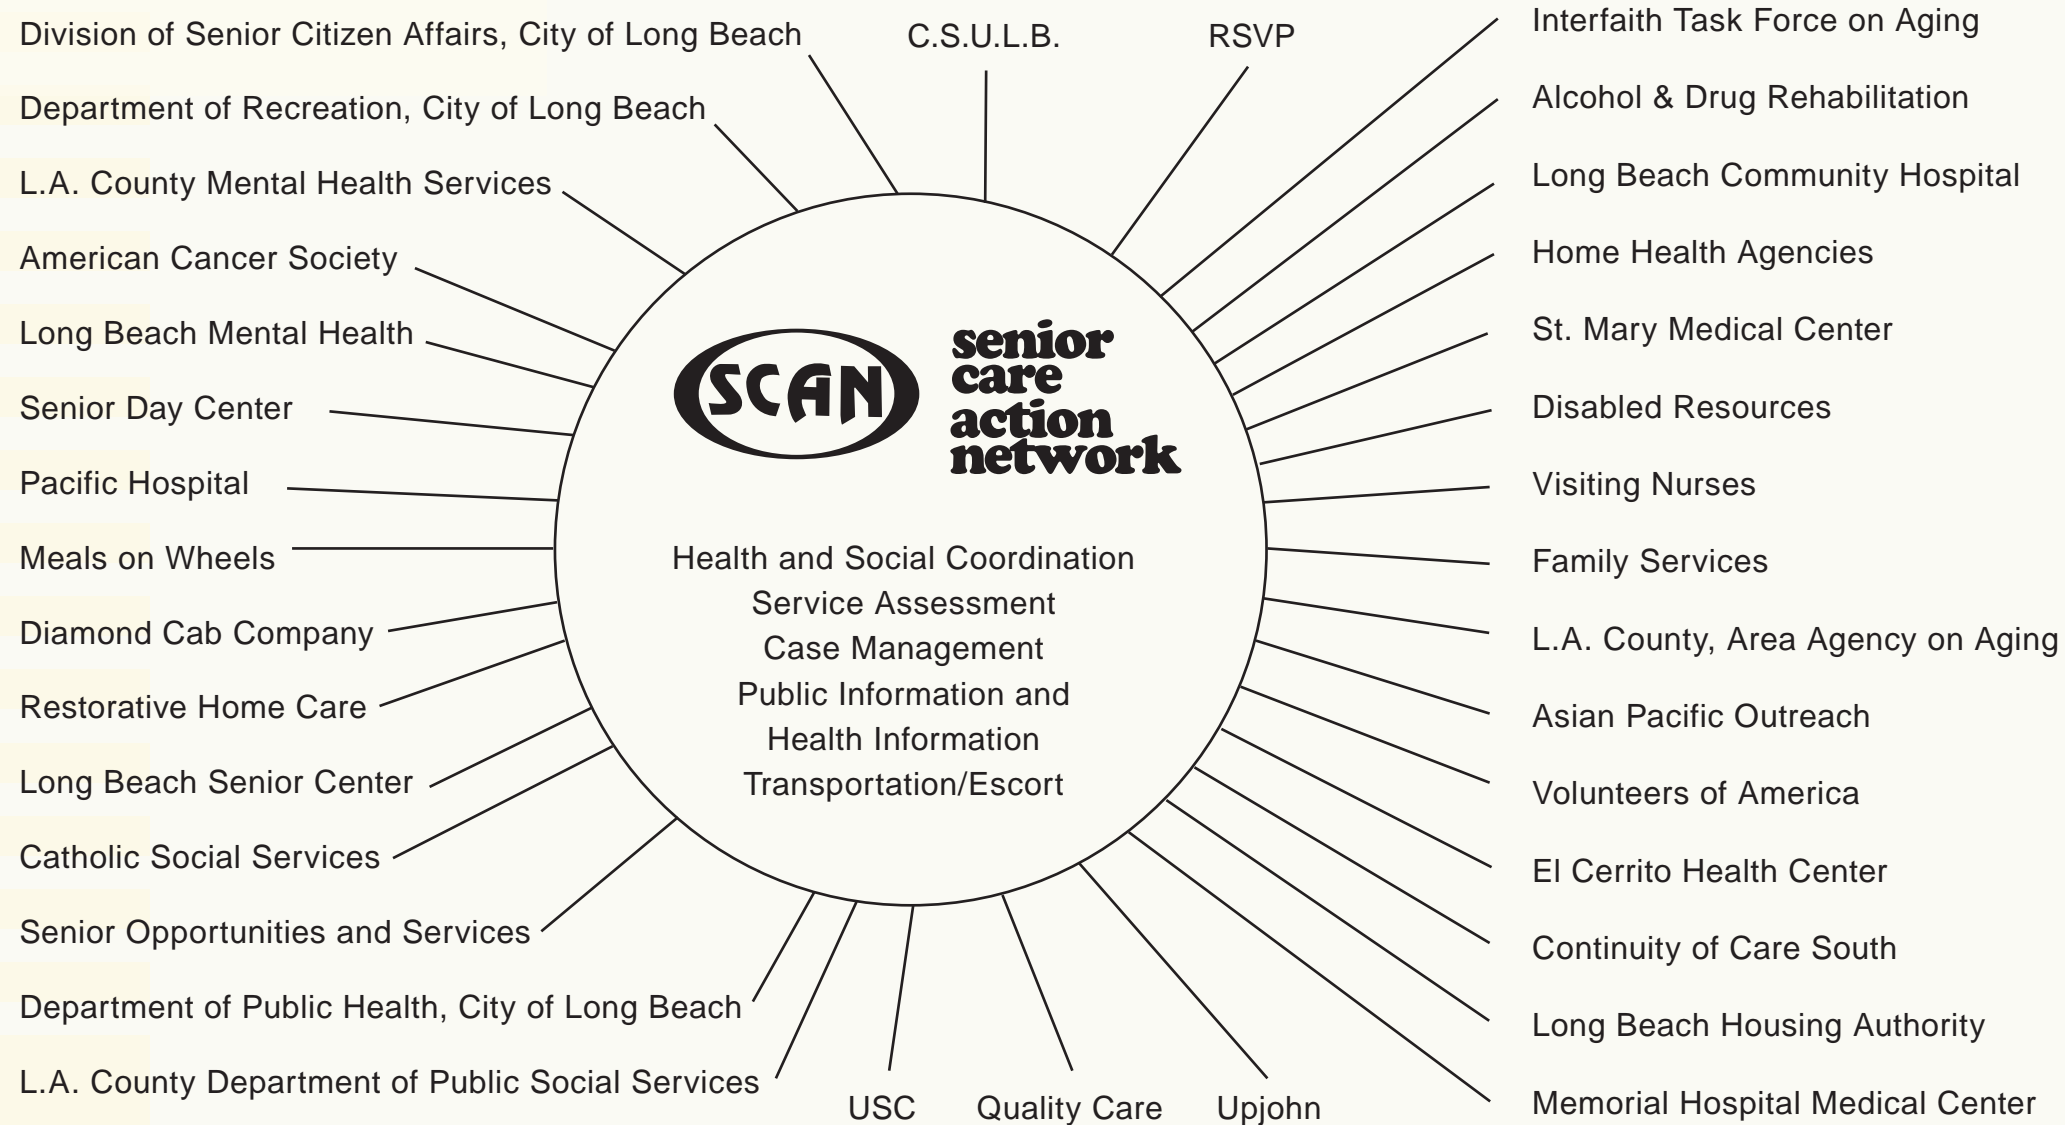 Division of Senior Citizen Affairs, City of Long Beach
Department of Recreation, City of Long Beach
L.A. County Mental Health Services
American Cancer Society
Long Beach Mental Health
Senior Day Center
Pacific Hospital
Meals on Wheels
Diamond Cab Company
Restorative Home Care
Long Beach Senior Center
Catholic Social Services
Senior Opportunities and Services
Department of Public Health, City of Long Beach
L.A. County Department of Public Social Services
C.S.U.L.B.
RSVP
SCAN
senior
care
action
network
Health and Social Coordination
Service Assessment
Case Management
Public Information and
Health Information
Transportation/Escort
USC
Quality Care
Upjohn
Interfaith Task Force on Aging
Alcohol & Drug Rehabilitation
Long Beach Community Hospital
Home Health Agencies
St. Mary Medical Center
Disabled Resources
Visiting Nurses
Family Services
L.A. County, Area Agency on Aging
Asian Pacific Outreach
Volunteers of America
El Cerrito Health Center
Continuity of Care South
Long Beach Housing Authority
Memorial Hospital Medical Center